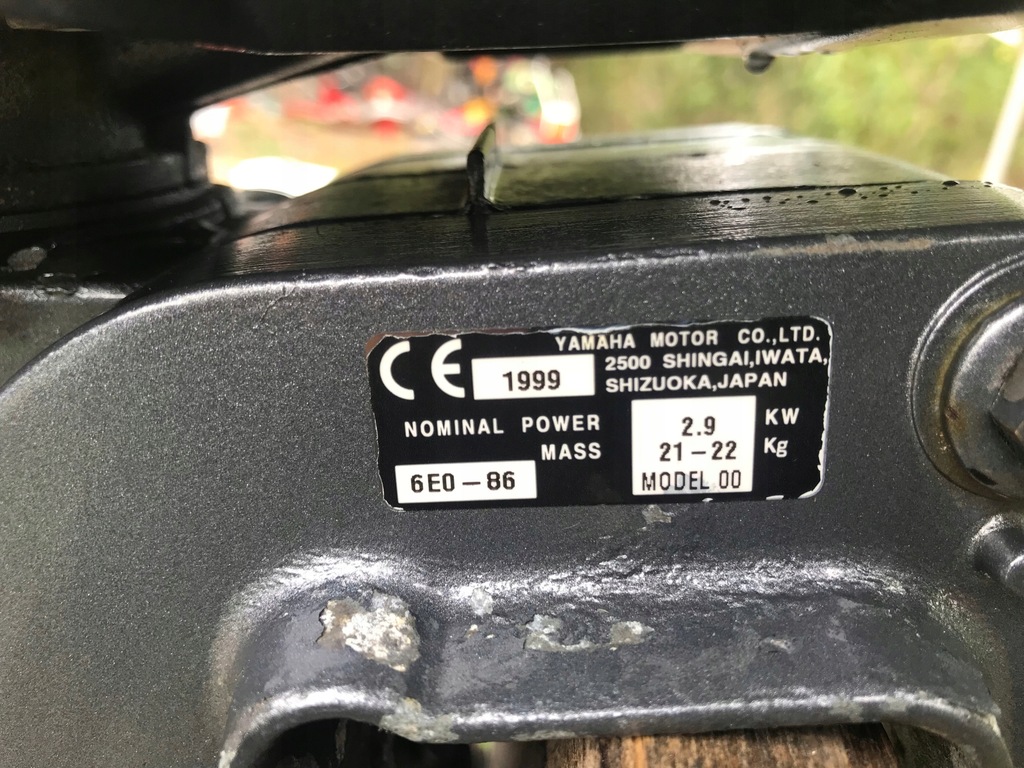 CE 1999 YAMAHA MOTOR CO.,LTD.
2500 SHINGAI,IWATA,
SHIZUOKA,JAPAN
NOMINAL POWER 2.9 KW
MASS 21-22 Kg
6E0-86 MODEL 00